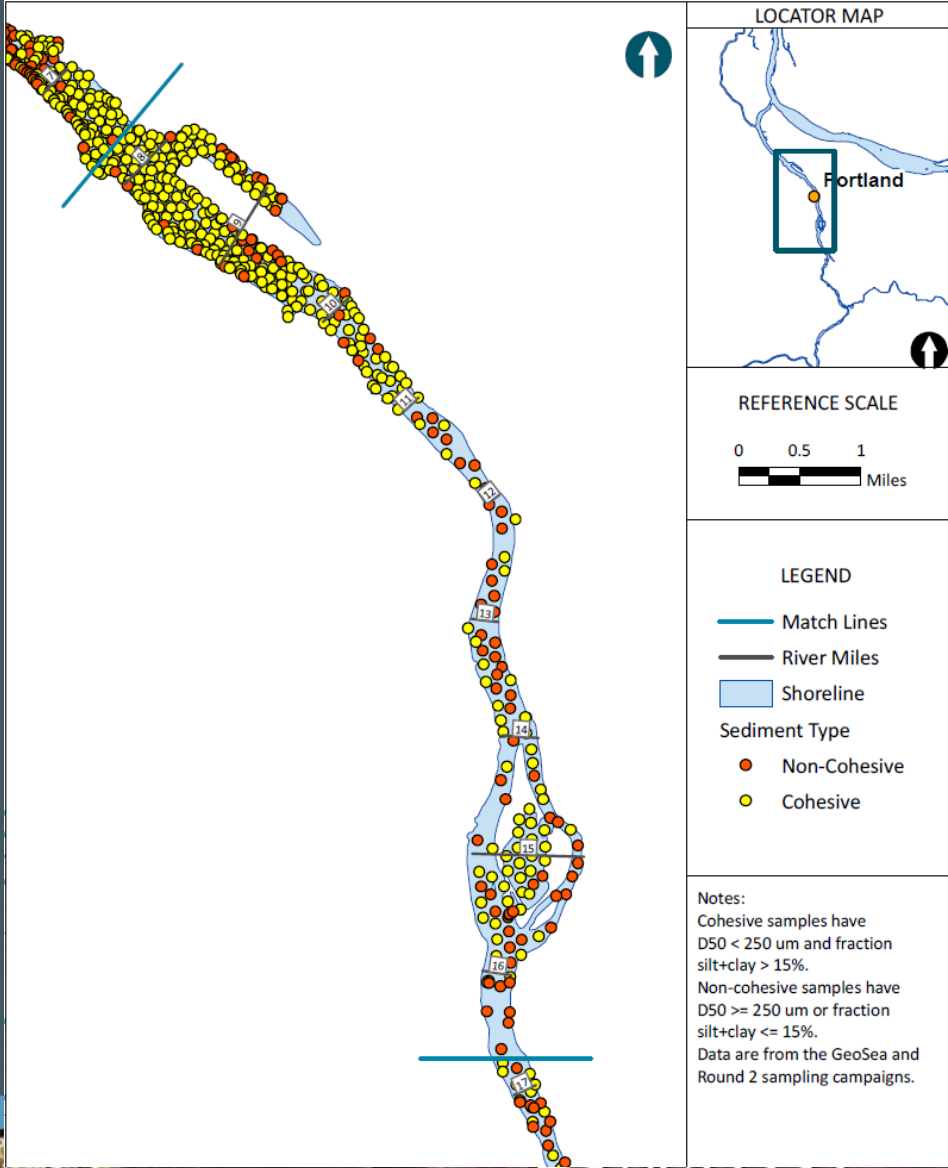 LOCATOR MAP
Portland
7
8
9
10
11
12
13
14
15
16
17
REFERENCE SCALE
0 0.5 1
Miles
LEGEND
Match Lines
River Miles
Shoreline
Sediment Type
Non-Cohesive
Cohesive
Notes:
Cohesive samples have
D50 < 250 um and fraction
silt+clay > 15%.
Non-cohesive samples have
D50 >= 250 um or fraction
silt+clay <= 15%.
Data are from the GeoSea and
Round 2 sampling campaigns.